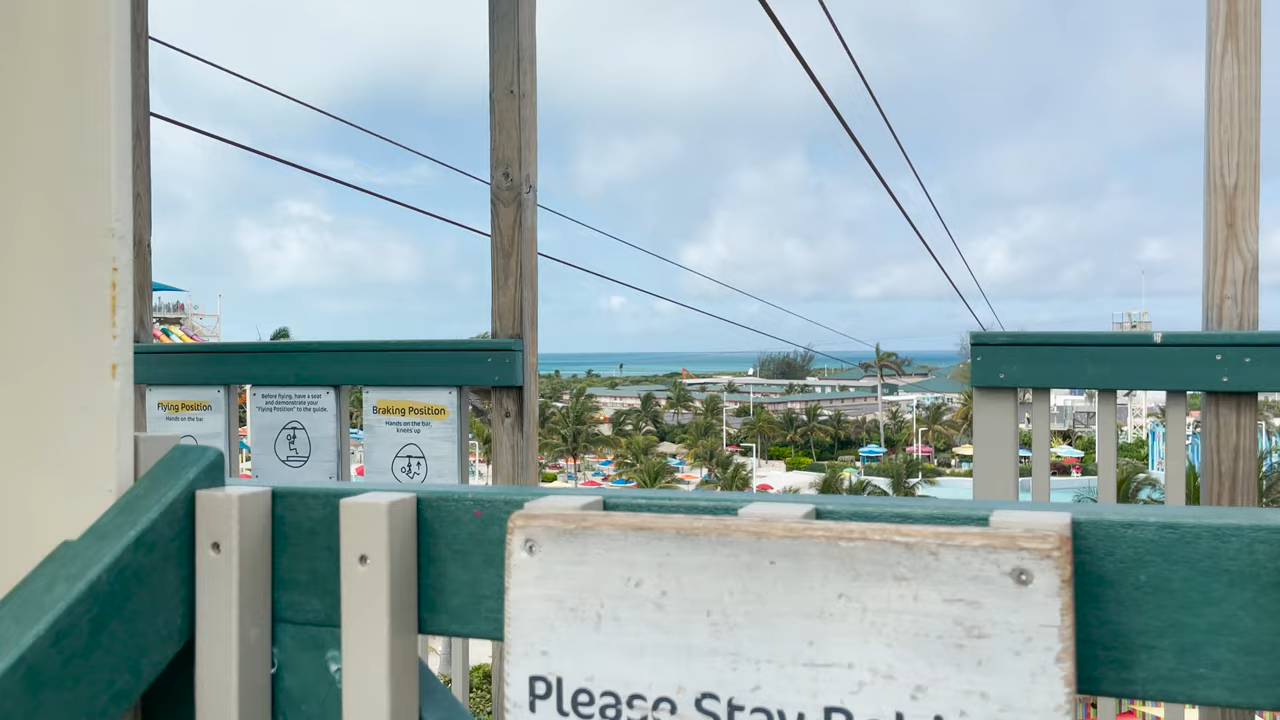 Flying Position
Hands on the bar
Before flying, have a seat
and demonstrate your
"Flying Position" to the guide.
Braking Position
Hands on the bar,
knees up
Please Stay